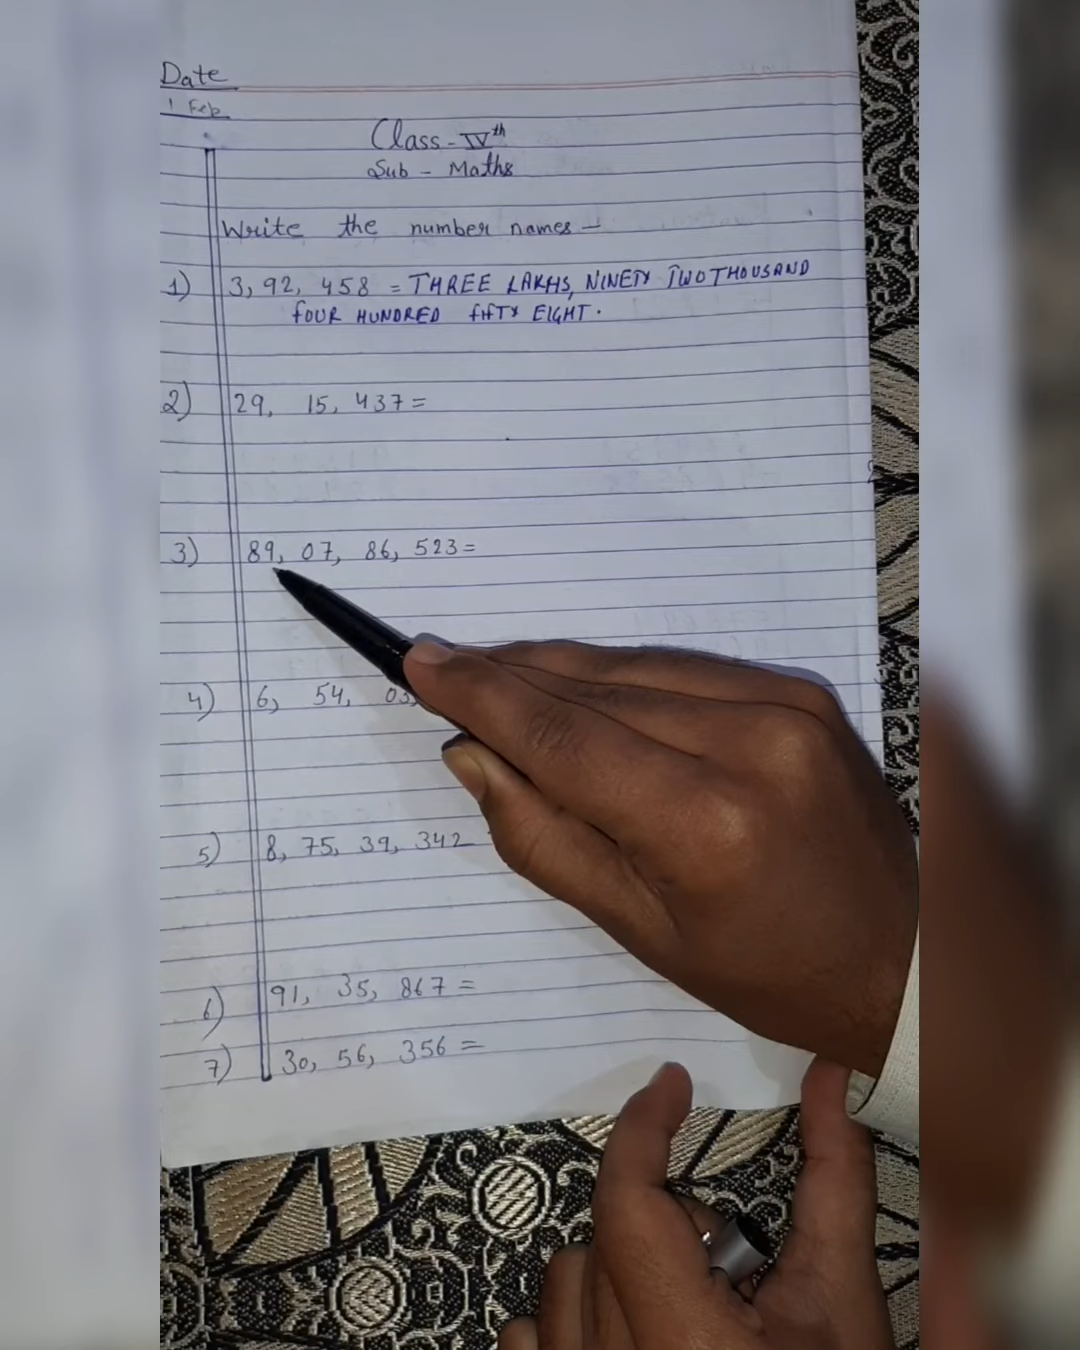 Date
1 Feb
Class - IVth
Sub - Maths
Write the number names -
1) 3, 92, 458 = THREE LAKHS, NINETY TWO THOUSAND
FOUR HUNDRED FIFTY EIGHT.
2) 29, 15, 437 =
3) 89, 07, 86, 523 =
4) 6, 54, 03,
5) 8, 75, 39, 342
6) 91, 35, 867 =
7) 30, 56, 356 =